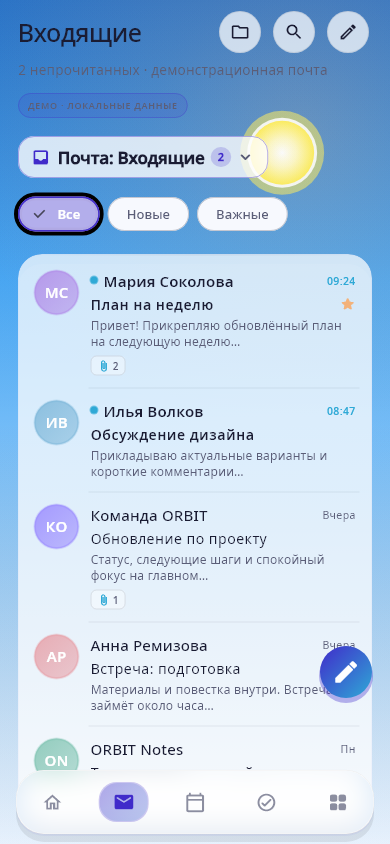 Входящие
2 непрочитанных · демонстрационная почта
ДЕМО · ЛОКАЛЬНЫЕ ДАННЫЕ
Почта: Входящие 2
Все Новые Важные
МС Мария Соколова 09:24
План на неделю
Привет! Прикрепляю обновлённый план
на следующую неделю…
2
ИВ Илья Волков 08:47
Обсуждение дизайна
Прикладываю актуальные варианты и
короткие комментарии…
КО Команда ORBIT Вчера
Обновление по проекту
Статус, следующие шаги и спокойный
фокус на главном…
1
АР Анна Ремизова Вчера
Встреча: подготовка
Материалы и повестка внутри. Встреча
займёт около часа…
ON ORBIT Notes Пн